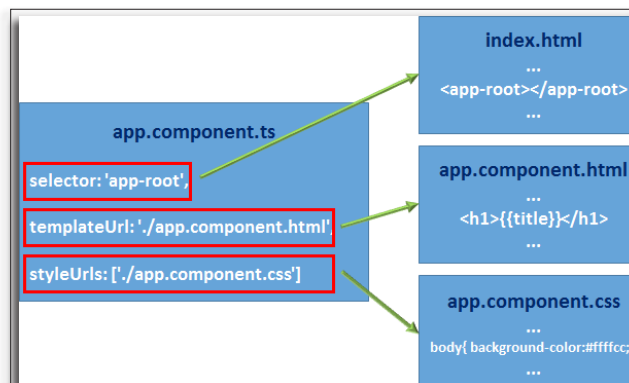 app.component.ts
selector: 'app-root',
templateUrl: './app.component.html',
styleUrls: ['./app.component.css']
index.html
...
<app-root></app-root>
...
app.component.html
...
<h1>{{title}}</h1>
...
app.component.css
...
body{ background-color:#ffffcc;
...